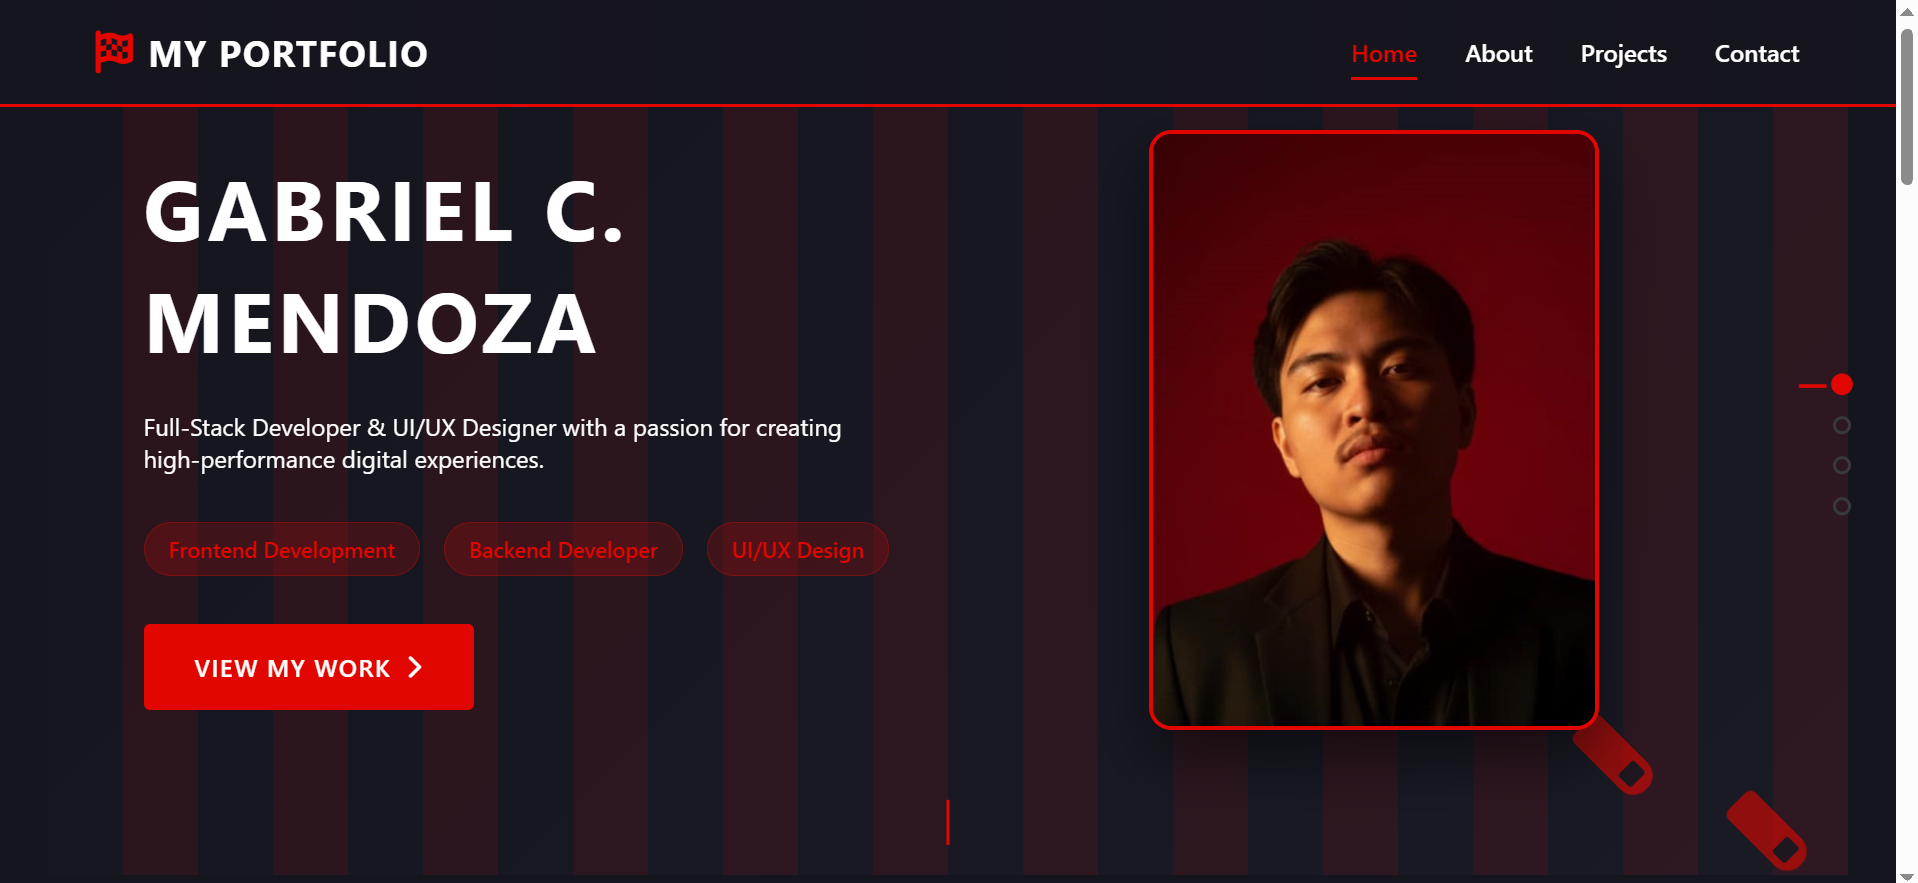 MY PORTFOLIO
Home
About
Projects
Contact
GABRIEL C.
MENDOZA
Full-Stack Developer & UI/UX Designer with a passion for creating
high-performance digital experiences.
Frontend Development
Backend Developer
UI/UX Design
VIEW MY WORK